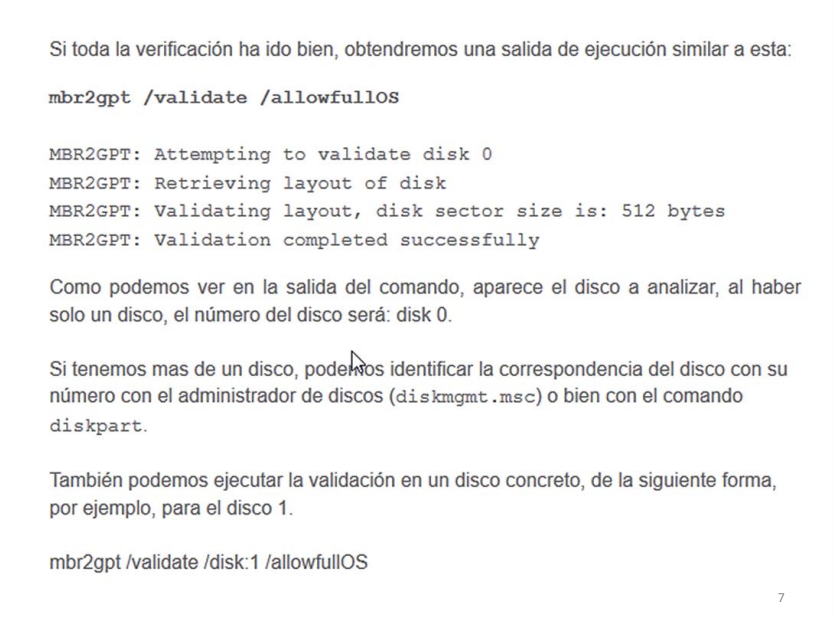 Si toda la verificación ha ido bien, obtendremos una salida de ejecución similar a esta:
mbr2gpt /validate /allowfullOS
MBR2GPT: Attempting to validate disk 0
MBR2GPT: Retrieving layout of disk
MBR2GPT: Validating layout, disk sector size is: 512 bytes
MBR2GPT: Validation completed successfully
Como podemos ver en la salida del comando, aparece el disco a analizar, al haber
solo un disco, el número del disco será: disk 0.
Si tenemos mas de un disco, podemos identificar la correspondencia del disco con su
número con el administrador de discos (diskmgmt.msc) o bien con el comando
diskpart.
También podemos ejecutar la validación en un disco concreto, de la siguiente forma,
por ejemplo, para el disco 1.
mbr2gpt /validate /disk:1 /allowfullOS
7